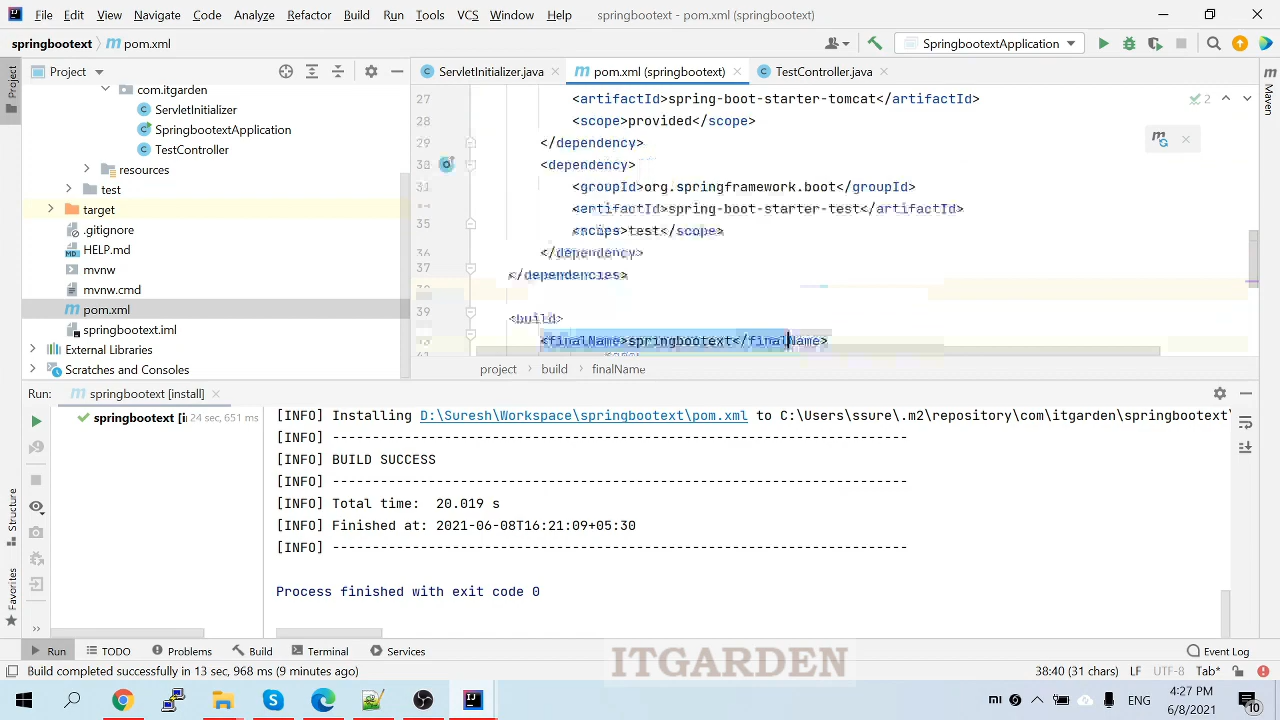 File Edit View Navigate Code Analyze Refactor Build Run Tools VCS Window Help springbootext - pom.xml (springbootext)
springbootext pom.xml SpringbootextApplication
Project ServletInitializer.java pom.xml (springbootext) TestController.java
Project
Maven
com.itgarden
ServletInitializer
SpringbootextApplication
TestController
resources
test
target
.gitignore
HELP.md
mvnw
mvnw.cmd
pom.xml
springbootext.iml
External Libraries
Scratches and Consoles
2
27 <artifactId>spring-boot-starter-tomcat</artifactId>
28 <scope>provided</scope>
29 </dependency>
30 <dependency>
31 <groupId>org.springframework.boot</groupId>
<artifactId>spring-boot-starter-test</artifactId>
35 <scope>test</scope>
36 </dependency>
37 </dependencies>
39 <build>
<finalName>springbootext</finalName>
project build finalName
Run: springbootext [install]
springbootext [i 24 sec, 651 ms
[INFO] Installing D:\Suresh\Workspace\springbootext\pom.xml to C:\Users\ssure\.m2\repository\com\itgarden\springbootext\
[INFO] ------------------------------------------------------------------------
[INFO] BUILD SUCCESS
[INFO] ------------------------------------------------------------------------
[INFO] Total time:  20.019 s
[INFO] Finished at: 2021-06-08T16:21:09+05:30
[INFO] ------------------------------------------------------------------------
Process finished with exit code 0
Structure
Favorites
Run TODO Problems Build Terminal Services Event Log
ITGARDEN
Build completed successfully in 13 sec, 968 ms (9 minutes ago) 38:40 (31 chars) LF UTF-8 Tab*
ENG 4:27 PM
6/8/2021
10